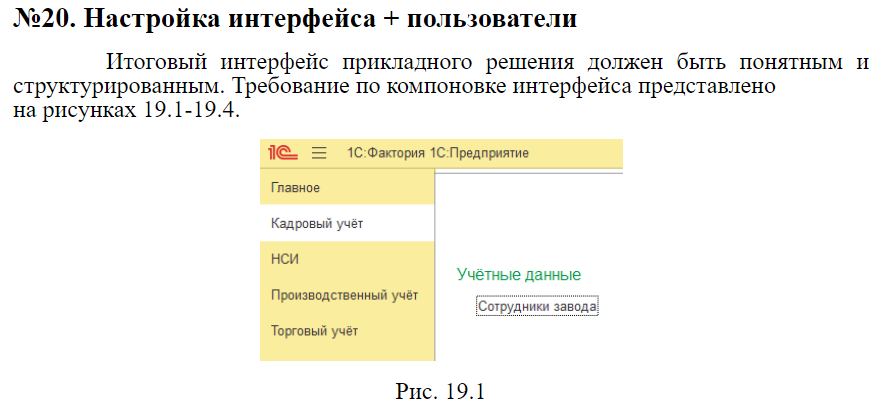 №20. Настройка интерфейса + пользователи
Итоговый интерфейс прикладного решения должен быть понятным и
структурированным. Требование по компоновке интерфейса представлено
на рисунках 19.1-19.4.
1С 1С:Фактория 1С:Предприятие
Главное
Кадровый учёт
НСИ
Учётные данные
Производственный учёт
Сотрудники завода
Торговый учёт
Рис. 19.1